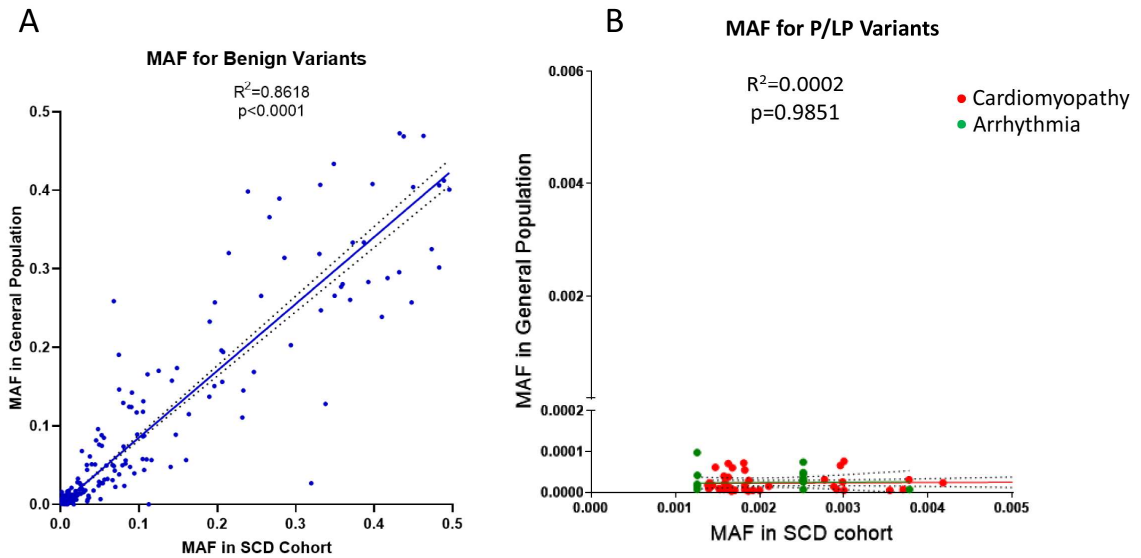 A
MAF for Benign Variants
R²=0.8618
p<0.0001
MAF in General Population
0.5
0.4
0.3
0.2
0.1
0.0
0.0 0.1 0.2 0.3 0.4 0.5
MAF in SCD Cohort
B
MAF for P/LP Variants
R²=0.0002
p=0.9851
Cardiomyopathy
Arrhythmia
MAF in General Population
0.006
0.004
0.002
0.0002
0.0001
0.0000
0.000 0.001 0.002 0.003 0.004 0.005
MAF in SCD cohort